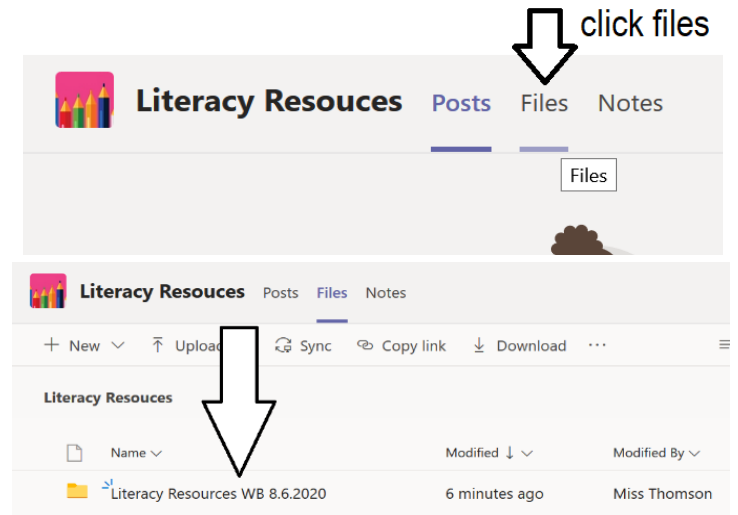 click files
Literacy Resouces Posts Files Notes
Files
Literacy Resouces Posts Files Notes
New Upload Sync Copy link Download ...
Literacy Resouces
Name Modified Modified By
Literacy Resources WB 8.6.2020 6 minutes ago Miss Thomson